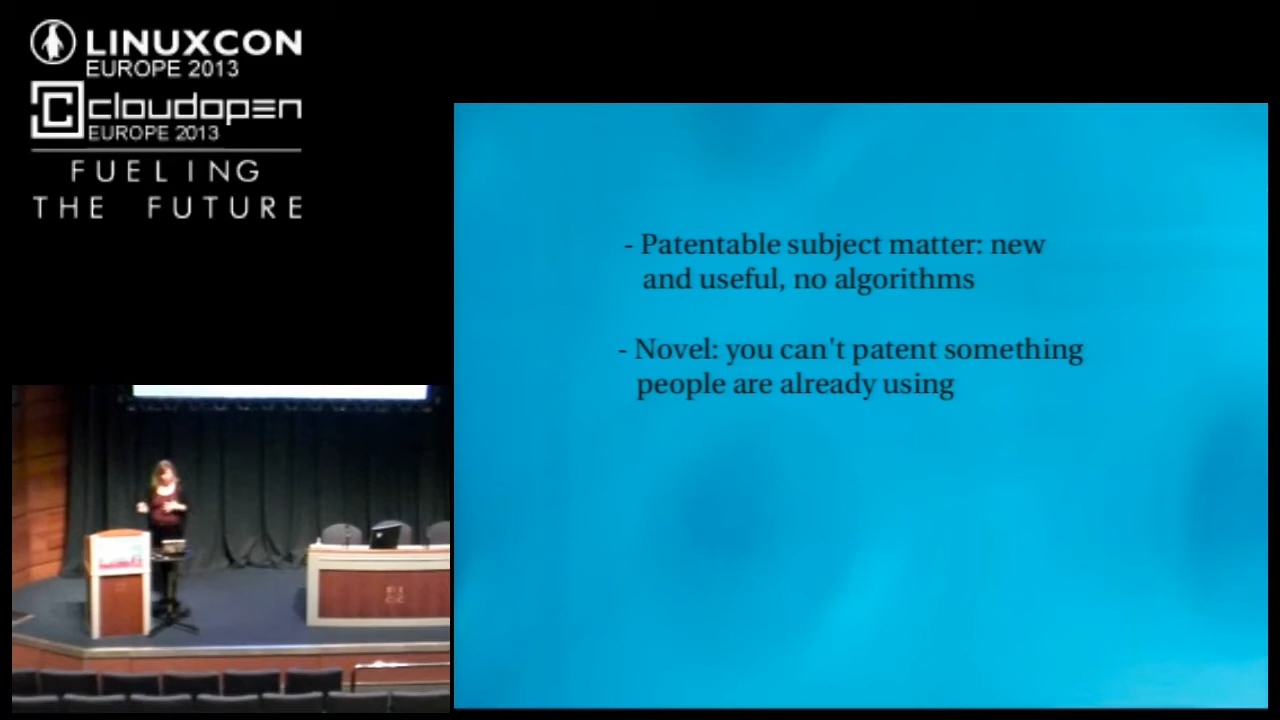 LINUXCON
EUROPE 2013
cloudopen
EUROPE 2013
FUELING
THE FUTURE
- Patentable subject matter: new
and useful, no algorithms
- Novel: you can't patent something
people are already using